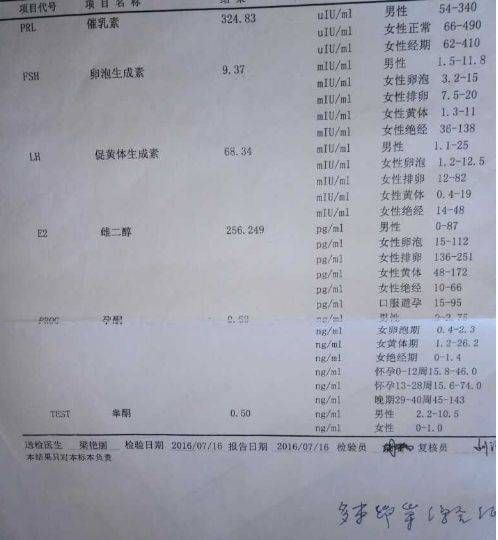 项目代号 项目名称 结果
PRL 催乳素 324.83 uIU/ml 男性 54-340
uIU/ml 女性正常 66-490
uIU/ml 女性经期 62-410
FSH 卵泡生成素 9.37 mIU/ml 男性 1.5-11.8
mIU/ml 女性卵泡 3.2-15
mIU/ml 女性排卵 7.5-20
mIU/ml 女性黄体 1.3-11
mIU/ml 女性绝经 36-138
LH 促黄体生成素 68.34 mIU/ml 男性 1.1-25
mIU/ml 女性卵泡 1.2-12.5
mIU/ml 女性排卵 12-82
mIU/ml 女性黄体 0.4-19
mIU/ml 女性绝经 14-48
E2 雌二醇 256.249 pg/ml 男性 0-87
pg/ml 女性卵泡 15-112
pg/ml 女性排卵 136-251
pg/ml 女性黄体 48-172
pg/ml 女性绝经 10-66
pg/ml 口服避孕 15-95
PROG 孕酮 ng/ml 男性
ng/ml 女卵泡期 0.4-2.3
ng/ml 女黄体期 1.2-26.2
ng/ml 女绝经期 0-1.4
ng/ml 怀孕0-12周15.8-46.0
ng/ml 怀孕13-28周15.6-74.0
ng/ml 晚期29-40周45-143
TEST 睾酮 0.50 ng/ml 男性 2.2-10.5
ng/ml 女性 0-1.0
送检医生 检验日期 2016/07/16 报告日期 2016/07/16 检验员 复核员
本结果只对本标本负责